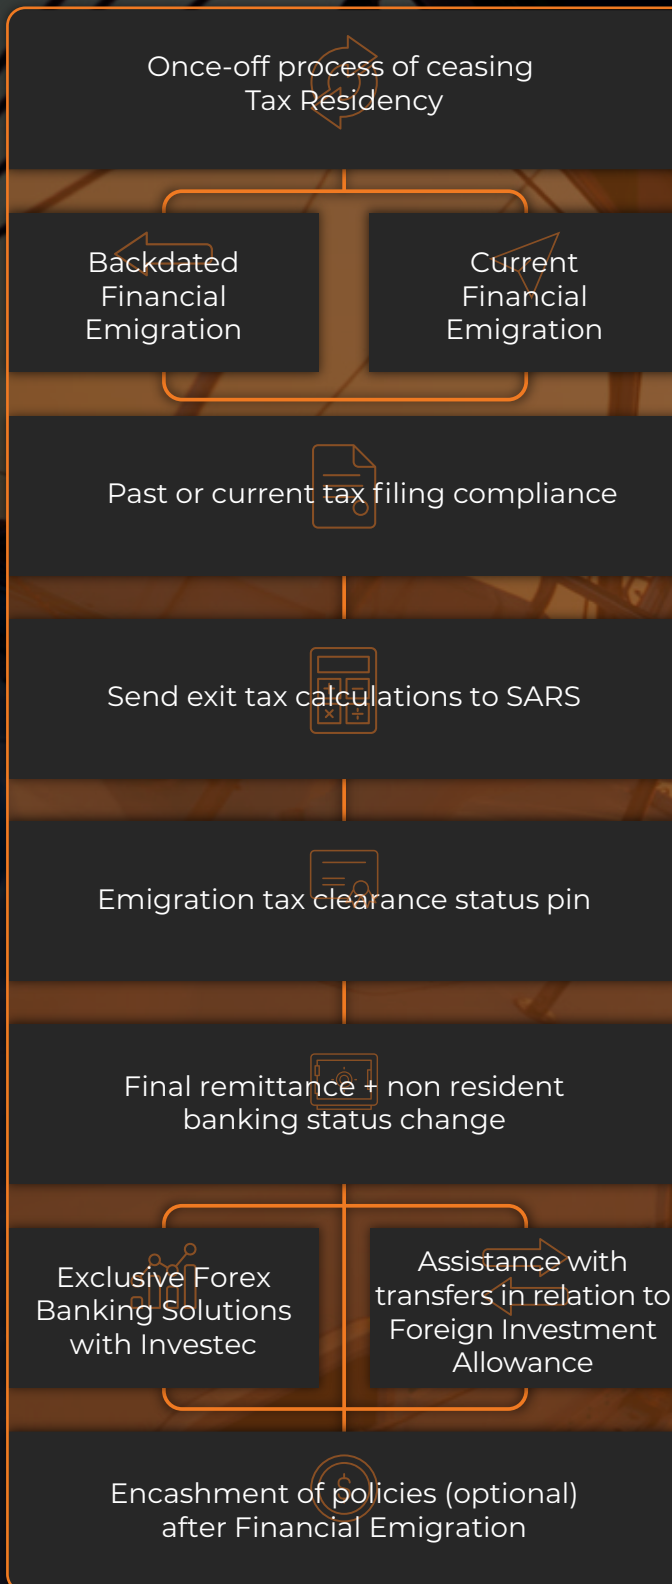 Once-off process of ceasing
Tax Residency
Backdated
Financial
Emigration
Current
Financial
Emigration
Past or current tax filing compliance
Send exit tax calculations to SARS
Emigration tax clearance status pin
Final remittance + non resident
banking status change
Exclusive Forex
Banking Solutions
with Investec
Assistance with
transfers in relation to
Foreign Investment
Allowance
Encashment of policies (optional)
after Financial Emigration